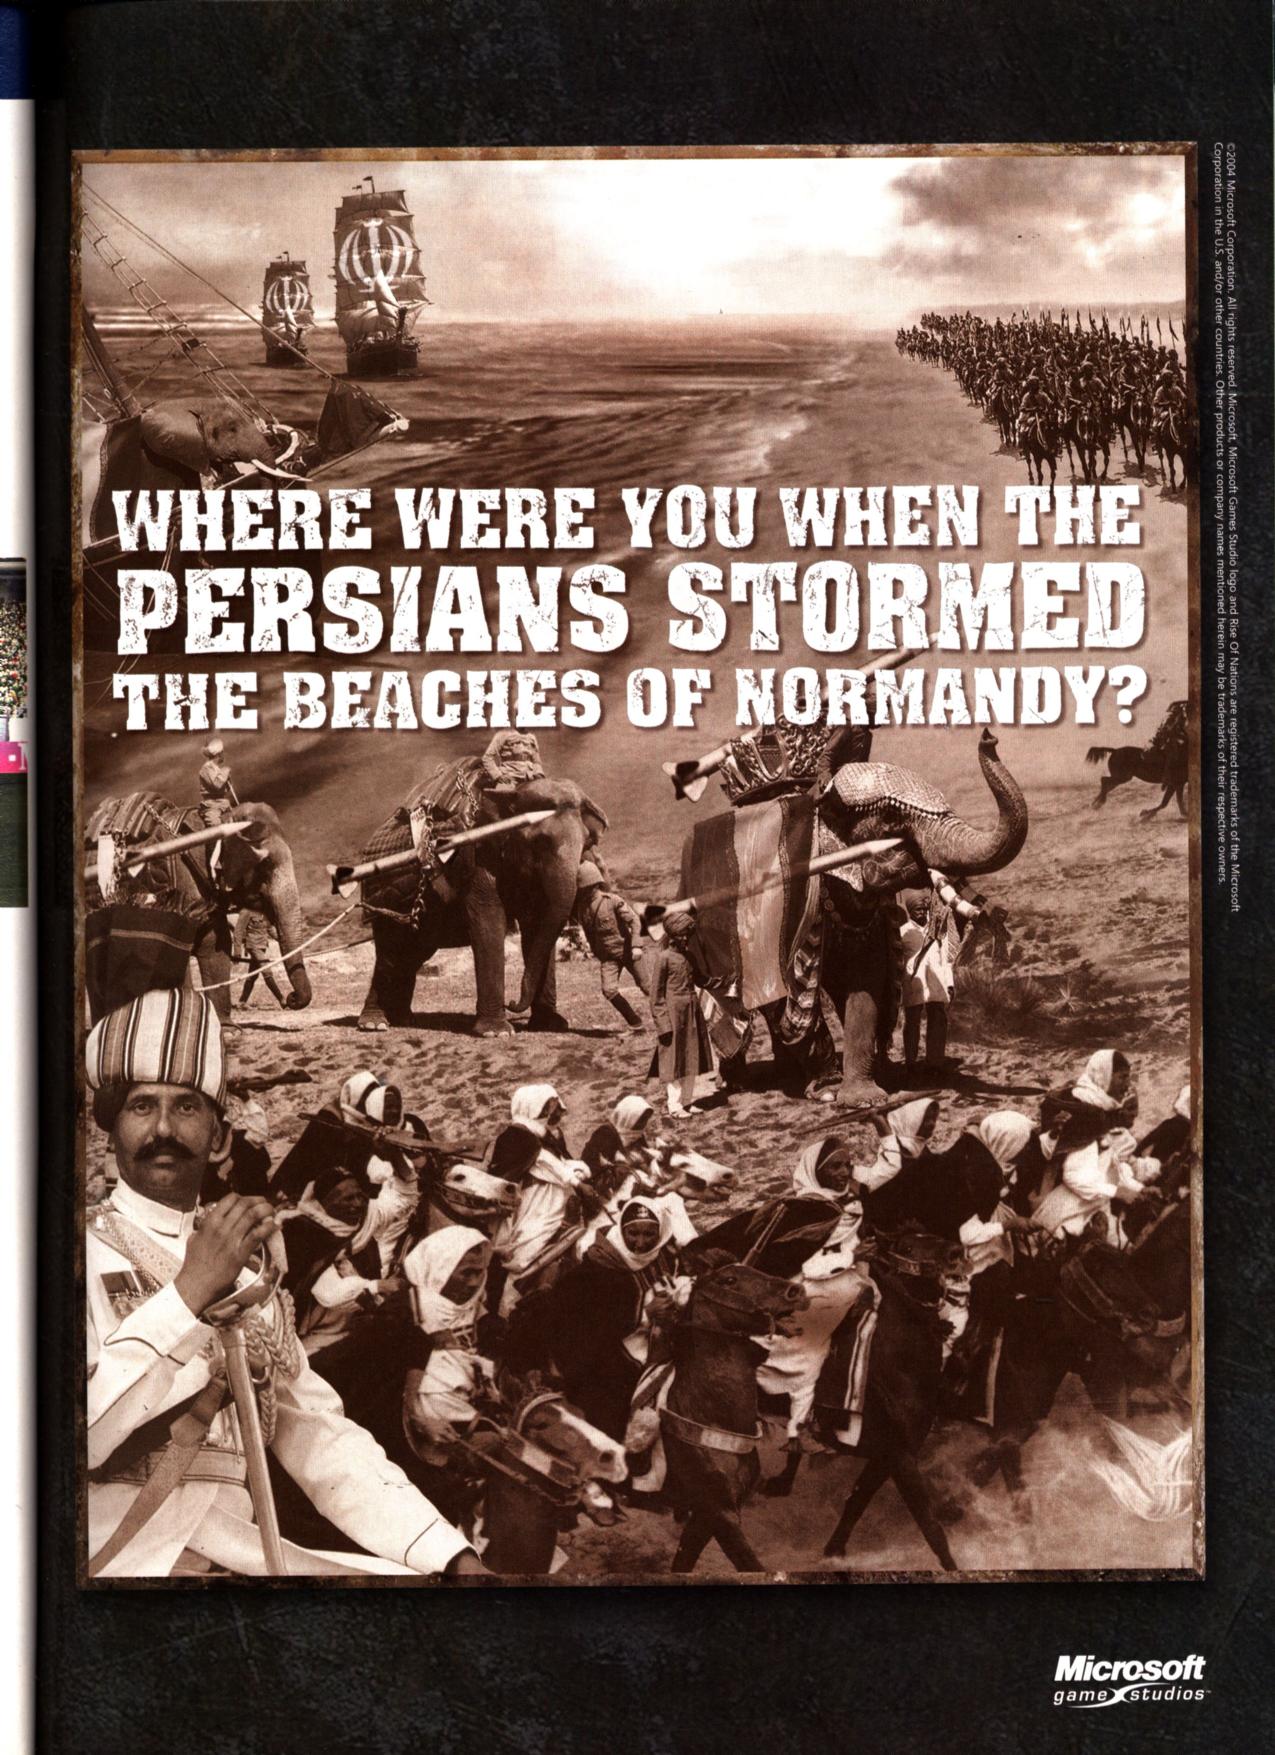 WHERE WERE YOU WHEN THE
PERSIANS STORMED
THE BEACHES OF NORMANDY?
©2004 Microsoft Corporation. All rights reserved. Microsoft, Microsoft Games Studio logo and Rise Of Nations are registered trademarks of the Microsoft
Corporation in the U.S. and/or other countries. Other products or company names mentioned herein may be trademarks of their respective owners.
Microsoft
game studios™